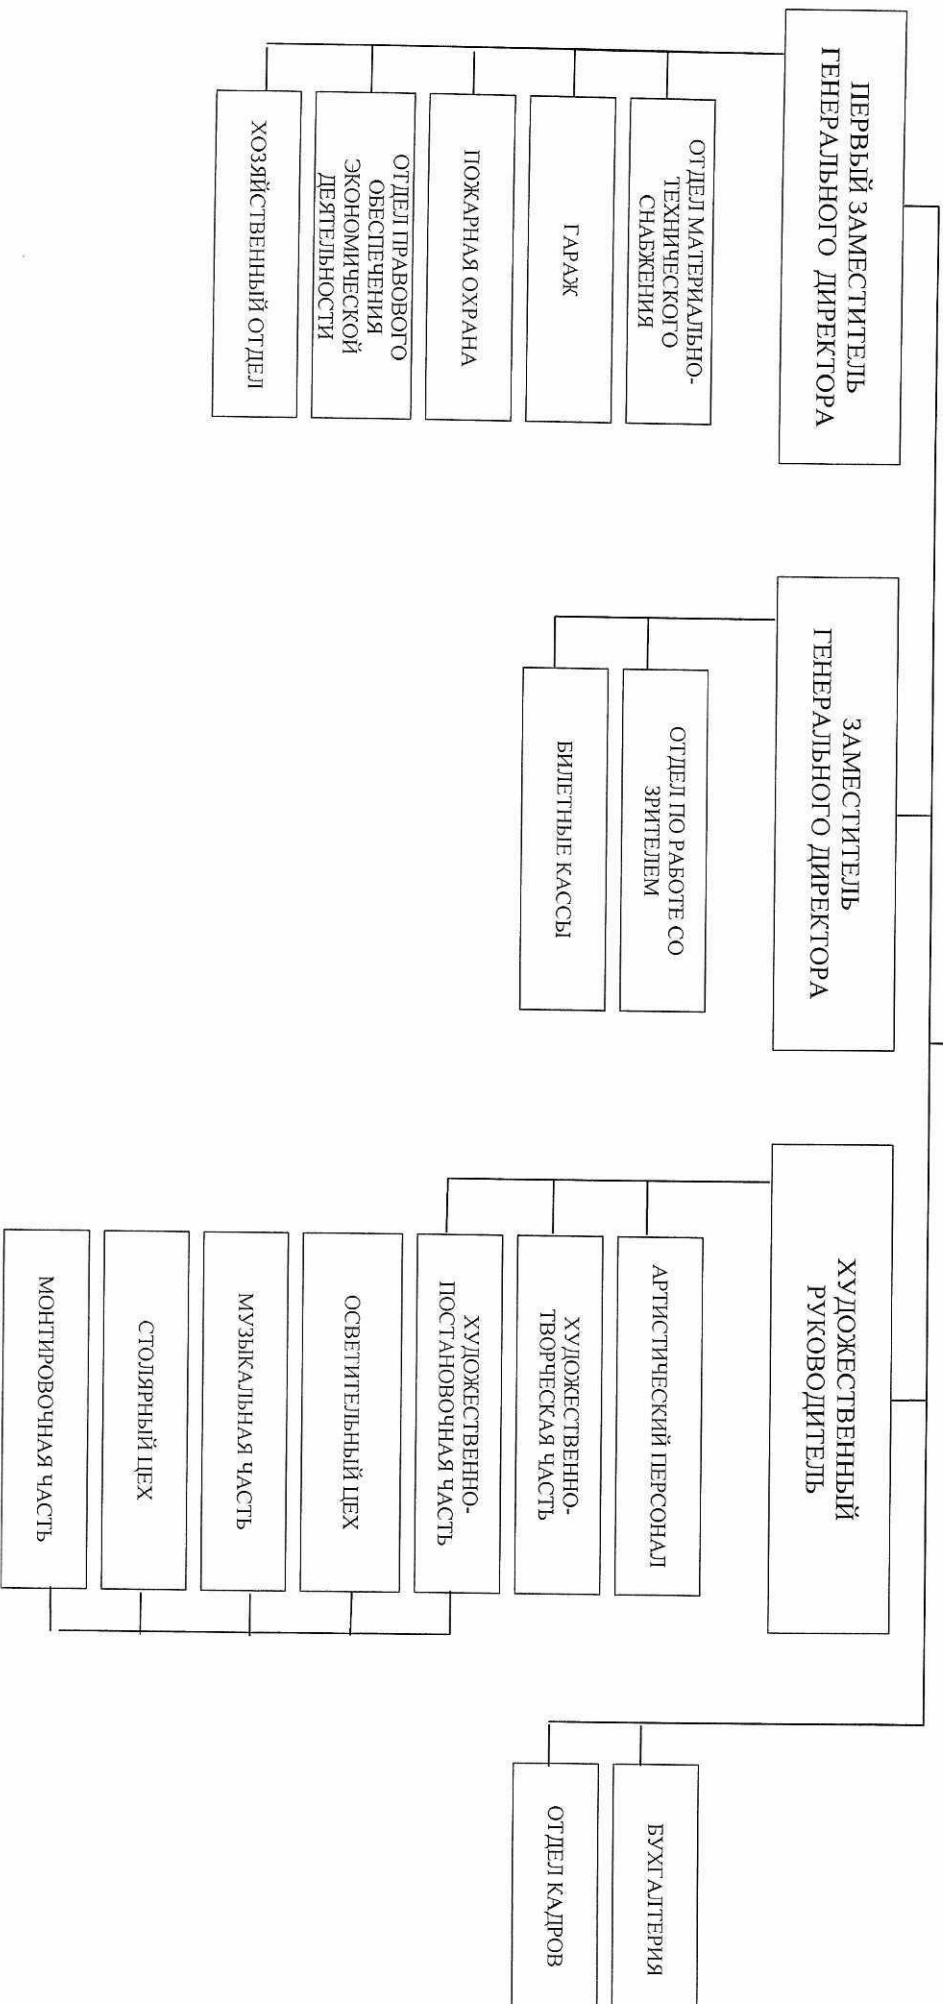 ПЕРВЫЙ ЗАМЕСТИТЕЛЬ
ГЕНЕРАЛЬНОГО ДИРЕКТОРА
ОТДЕЛ МАТЕРИАЛЬНО-
ТЕХНИЧЕСКОГО
СНАБЖЕНИЯ
ГАРАЖ
ПОЖАРНАЯ ОХРАНА
ОТДЕЛ ПРАВОВОГО
ОБЕСПЕЧЕНИЯ
ЭКОНОМИЧЕСКОЙ
ДЕЯТЕЛЬНОСТИ
ХОЗЯЙСТВЕННЫЙ ОТДЕЛ
ЗАМЕСТИТЕЛЬ
ГЕНЕРАЛЬНОГО ДИРЕКТОРА
ОТДЕЛ ПО РАБОТЕ СО
ЗРИТЕЛЕМ
БИЛЕТНЫЕ КАССЫ
ХУДОЖЕСТВЕННЫЙ
РУКОВОДИТЕЛЬ
АРТИСТИЧЕСКИЙ ПЕРСОНАЛ
ХУДОЖЕСТВЕННО-
ТВОРЧЕСКАЯ ЧАСТЬ
ХУДОЖЕСТВЕННО-
ПОСТАНОВОЧНАЯ ЧАСТЬ
ОСВЕТИТЕЛЬНЫЙ ЦЕХ
МУЗЫКАЛЬНАЯ ЧАСТЬ
СТОЛЯРНЫЙ ЦЕХ
МОНТИРОВОЧНАЯ ЧАСТЬ
БУХГАЛТЕРИЯ
ОТДЕЛ КАДРОВ